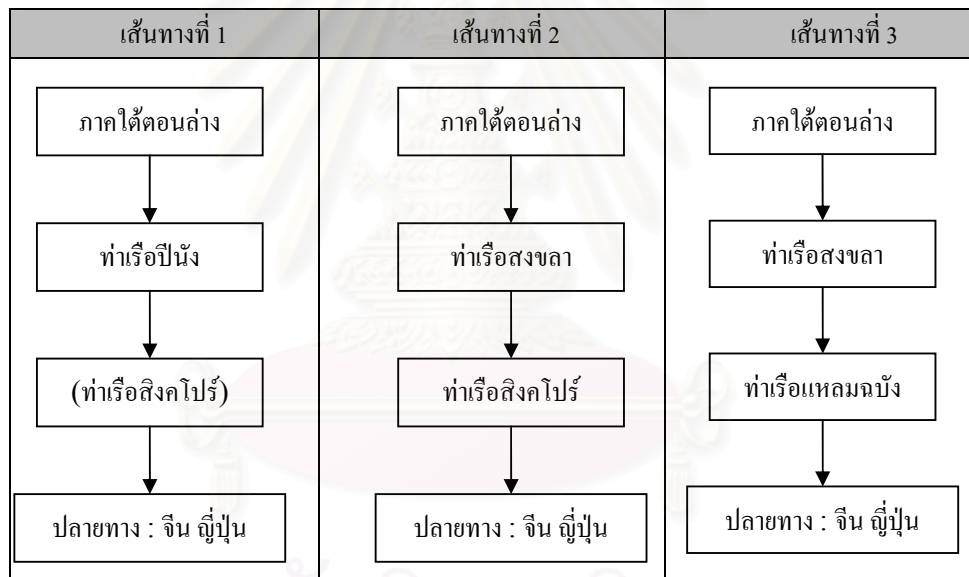 เส้นทางที่ 1
เส้นทางที่ 2
เส้นทางที่ 3
ภาคใต้ตอนล่าง
ท่าเรือปีนัง
(ท่าเรือสิงคโปร์)
ปลายทาง : จีน ญี่ปุ่น
ภาคใต้ตอนล่าง
ท่าเรือสงขลา
ท่าเรือสิงคโปร์
ปลายทาง : จีน ญี่ปุ่น
ภาคใต้ตอนล่าง
ท่าเรือสงขลา
ท่าเรือแหลมฉบัง
ปลายทาง : จีน ญี่ปุ่น